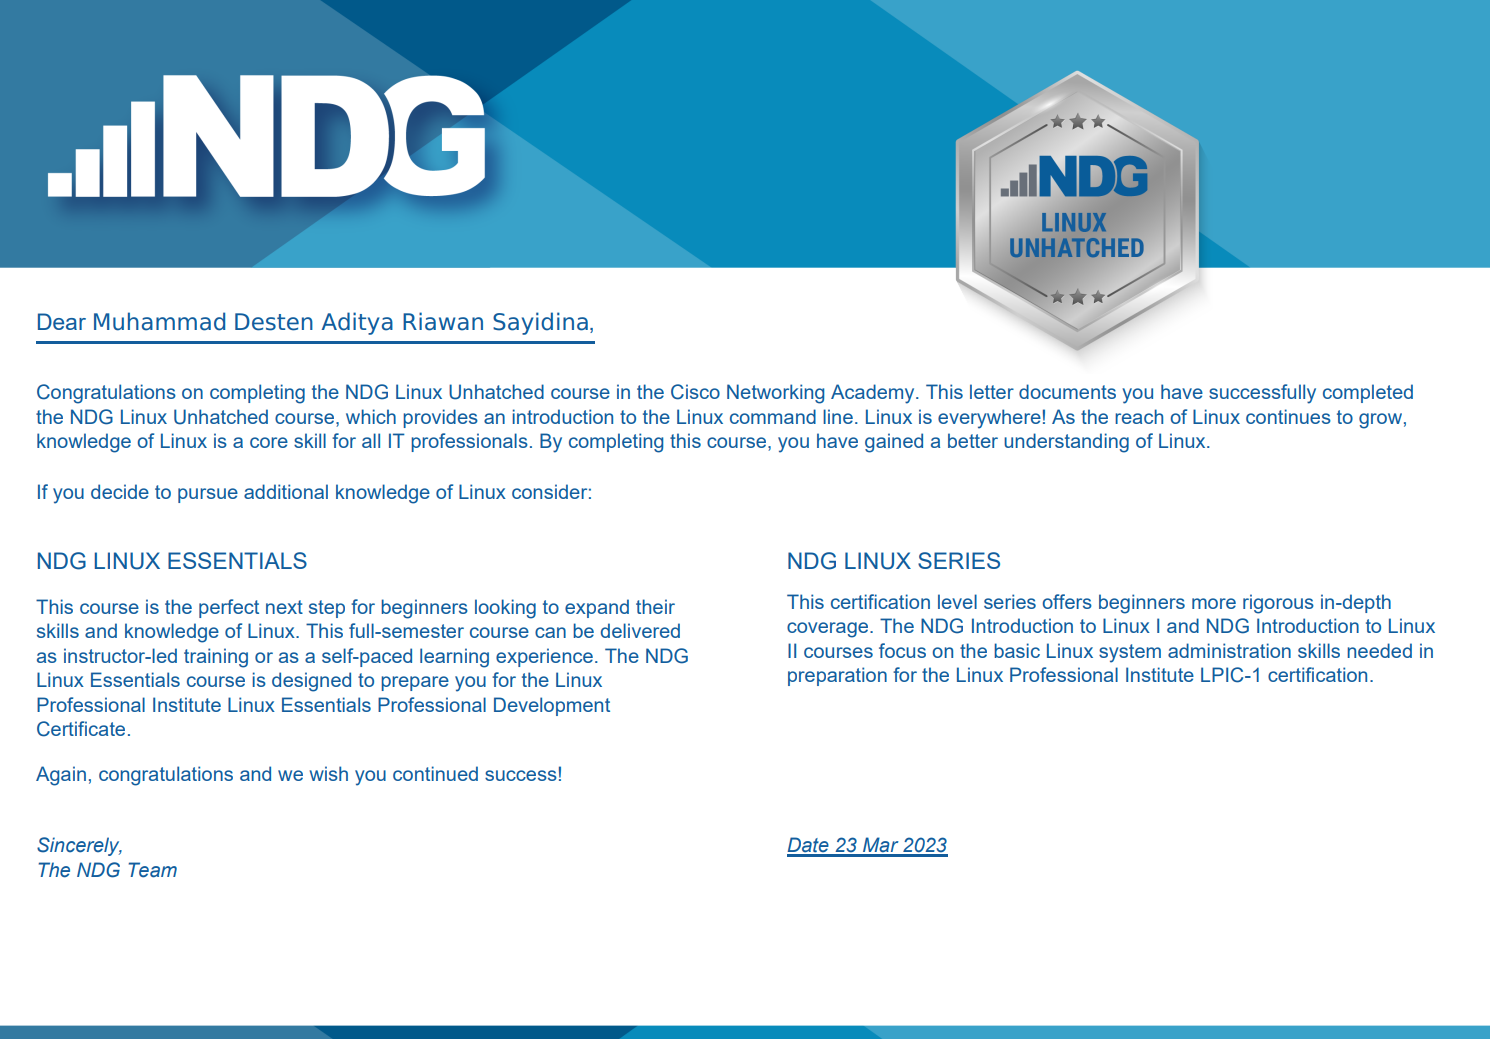 NDG
NDG
LINUX
UNHATCHED
Dear Muhammad Desten Aditya Riawan Sayidina,
Congratulations on completing the NDG Linux Unhatched course in the Cisco Networking Academy. This letter documents you have successfully completed
the NDG Linux Unhatched course, which provides an introduction to the Linux command line. Linux is everywhere! As the reach of Linux continues to grow,
knowledge of Linux is a core skill for all IT professionals. By completing this course, you have gained a better understanding of Linux.
If you decide to pursue additional knowledge of Linux consider:
NDG LINUX ESSENTIALS
This course is the perfect next step for beginners looking to expand their
skills and knowledge of Linux. This full-semester course can be delivered
as instructor-led training or as a self-paced learning experience. The NDG
Linux Essentials course is designed to prepare you for the Linux
Professional Institute Linux Essentials Professional Development
Certificate.
NDG LINUX SERIES
This certification level series offers beginners more rigorous in-depth
coverage. The NDG Introduction to Linux I and NDG Introduction to Linux
II courses focus on the basic Linux system administration skills needed in
preparation for the Linux Professional Institute LPIC-1 certification.
Again, congratulations and we wish you continued success!
Sincerely,
The NDG Team
Date 23 Mar 2023